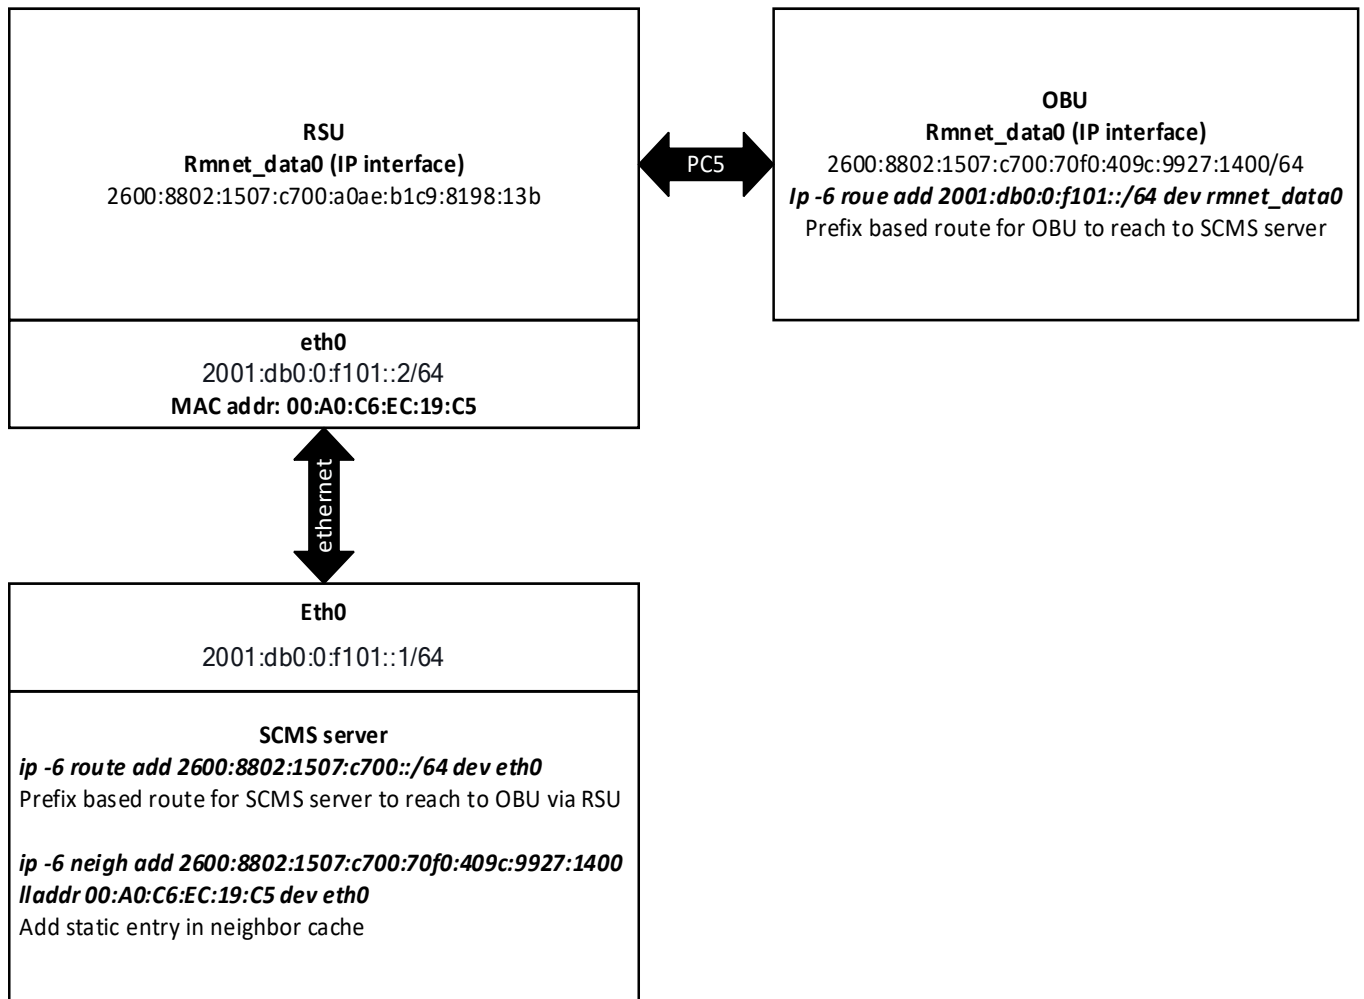 RSU
Rmnet_data0 (IP interface)
2600:8802:1507:c700:a0ae:b1c9:8198:13b
PC5
OBU
Rmnet_data0 (IP interface)
2600:8802:1507:c700:70f0:409c:9927:1400/64
Ip -6 roue add 2001:db0:0:f101::/64 dev rmnet_data0
Prefix based route for OBU to reach to SCMS server
eth0
2001:db0:0:f101::2/64
MAC addr: 00:A0:C6:EC:19:C5
ethernet
Eth0
2001:db0:0:f101::1/64
SCMS server
ip -6 route add 2600:8802:1507:c700::/64 dev eth0
Prefix based route for SCMS server to reach to OBU via RSU
ip -6 neigh add 2600:8802:1507:c700:70f0:409c:9927:1400
lladdr 00:A0:C6:EC:19:C5 dev eth0
Add static entry in neighbor cache